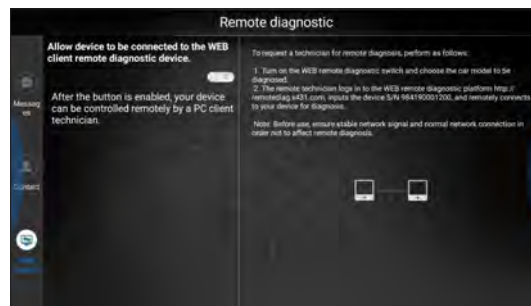 Remote diagnostic
Allow device to be connected to the WEB
client remote diagnostic device.
After the button is enabled, your device
can be controlled remotely by a PC client
technician.
Messag
es
Contact
To request a technician for remote diagnosis, perform as follows:
1. Turn on the WEB remote diagnostic switch and choose the car model to be
diagnosed.
2. The remote technician logs in to the WEB remote diagnostic platform http://
remotediag.x431.com, inputs the device S/N 984190001200, and remotely connects
to your device for diagnosis.
Note: Before use, ensure stable network signal and normal network connection in
order not to affect remote diagnosis.